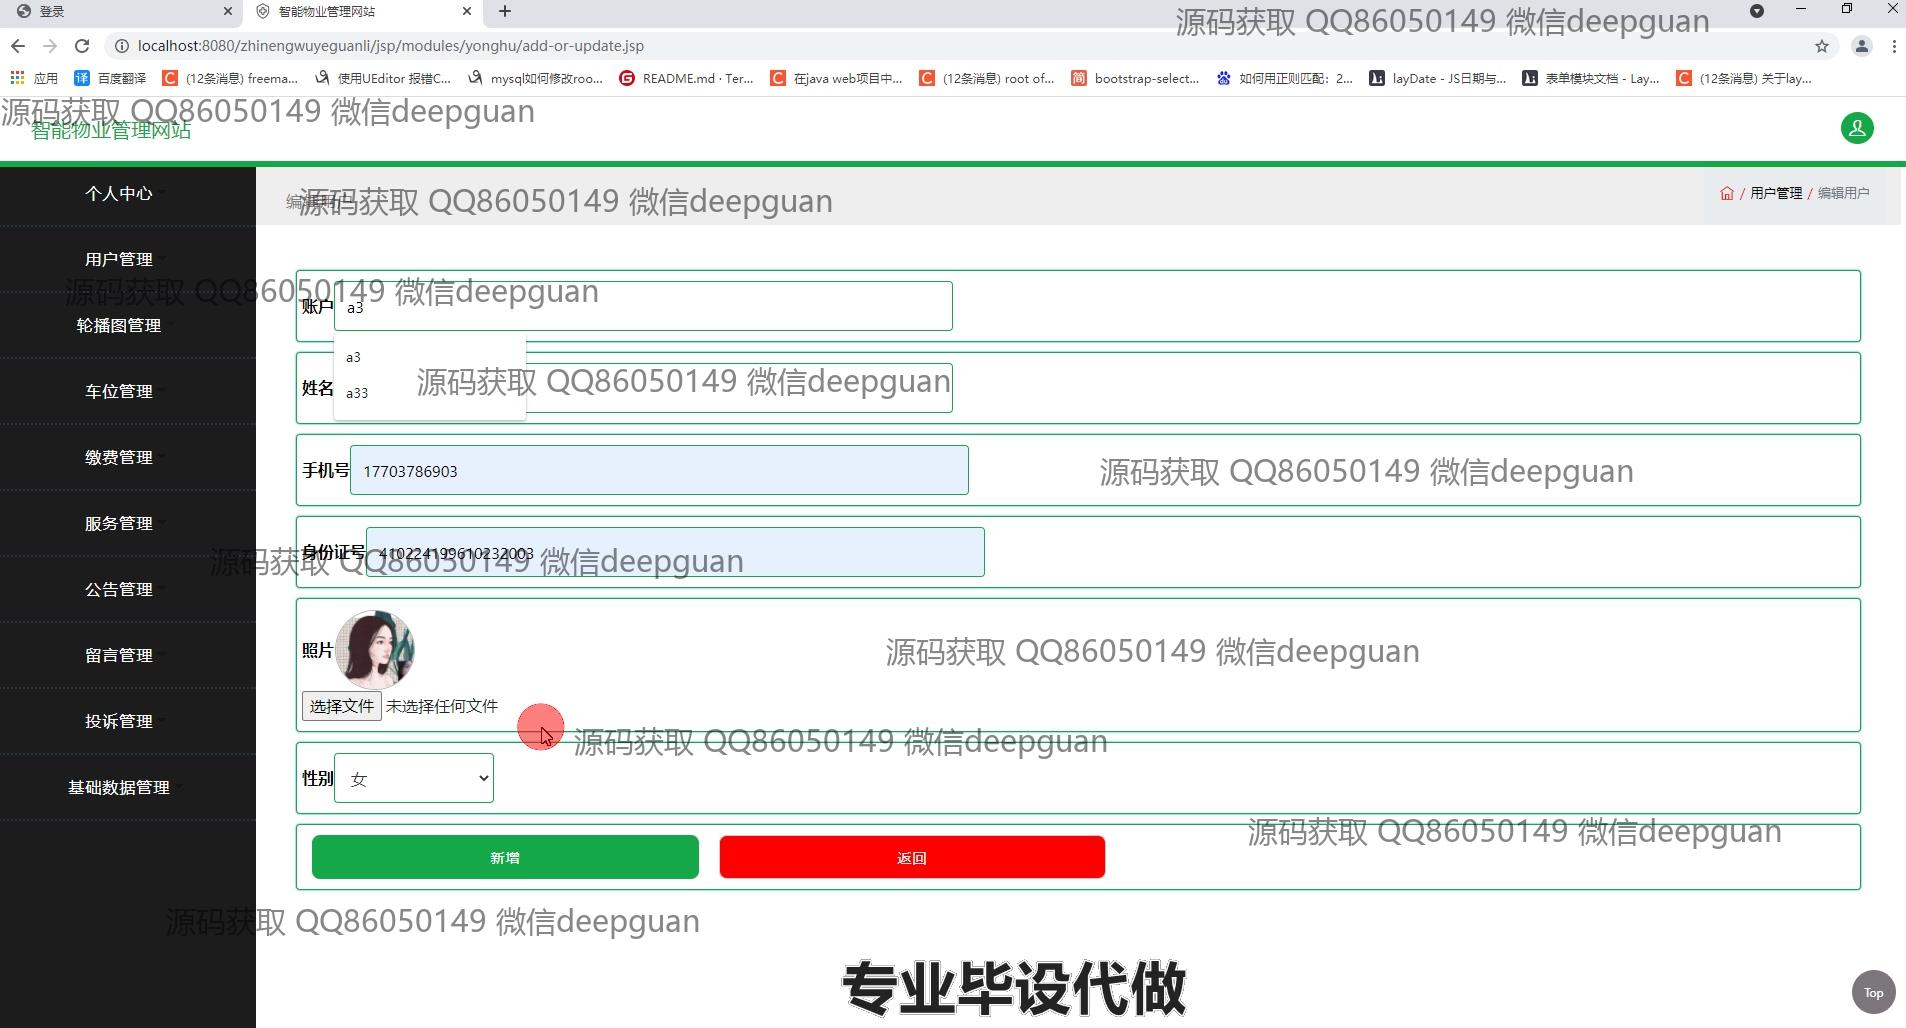 登录
智能物业管理网站
源码获取 QQ86050149 微信deepguan
localhost:8080/zhinengwuyeguanli/jsp/modules/yonghu/add-or-update.jsp
应用
百度翻译
(12条消息) freema...
使用UEditor 报错C...
mysql如何修改roo...
README.md · Ter...
在java web项目中...
(12条消息) root of...
bootstrap-select...
如何用正则匹配：2...
layDate - JS日期与...
表单模块文档 - Lay...
(12条消息) 关于lay...
源码获取 QQ86050149 微信deepguan
智能物业管理网站
个人中心
编辑用户
源码获取 QQ86050149 微信deepguan
/ 用户管理 / 编辑用户
用户管理
源码获取 QQ86050149 微信deepguan
账户
a3
轮播图管理
a3
a33
姓名
源码获取 QQ86050149 微信deepguan
车位管理
缴费管理
手机号
17703786903
源码获取 QQ86050149 微信deepguan
服务管理
身份证号
410224199610232003
源码获取 QQ86050149 微信deepguan
公告管理
留言管理
照片
源码获取 QQ86050149 微信deepguan
选择文件 未选择任何文件
投诉管理
源码获取 QQ86050149 微信deepguan
基础数据管理
性别
女
源码获取 QQ86050149 微信deepguan
新增
返回
源码获取 QQ86050149 微信deepguan
专业毕设代做
Top